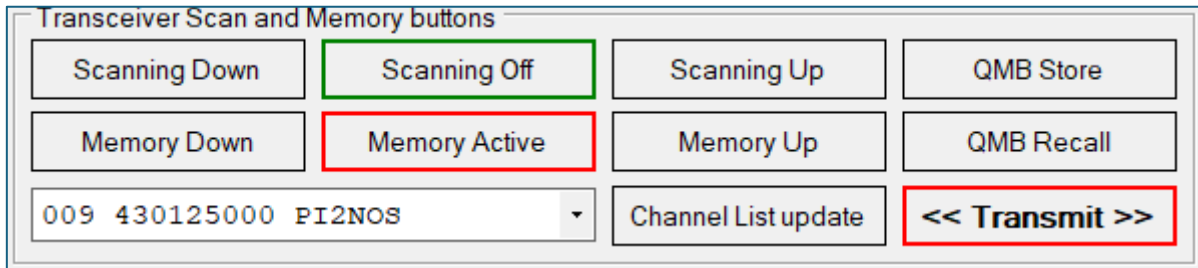 Transceiver Scan and Memory buttons
Scanning Down Scanning Off Scanning Up QMB Store
Memory Down Memory Active Memory Up QMB Recall
009 430125000 PI2NOS Channel List update << Transmit >>